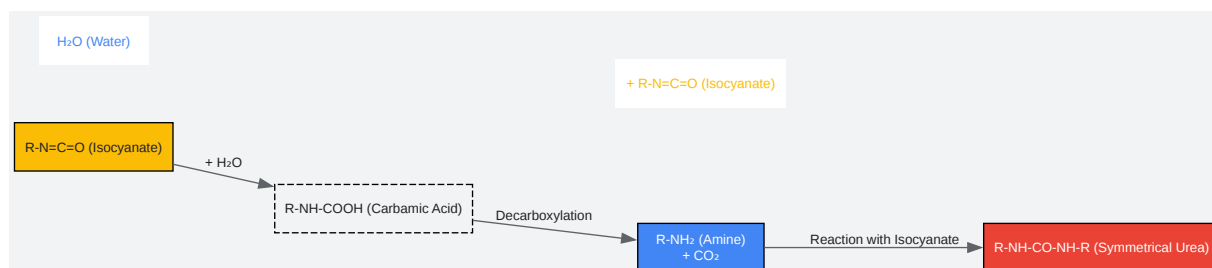 H₂O (Water)
+ R-N=C=O (Isocyanate)
R-N=C=O (Isocyanate)
+ H₂O
R-NH-COOH (Carbamic Acid)
Decarboxylation
R-NH₂ (Amine)
+ CO₂
Reaction with Isocyanate
R-NH-CO-NH-R (Symmetrical Urea)